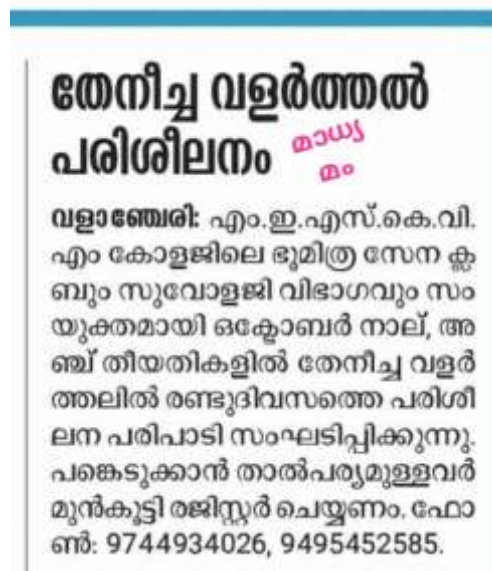 തേനീച്ച വളർത്തൽ
പരിശീലനം
മാധ്യ
മം
വളാഞ്ചേരി: എം.ഇ.എസ്.കെ.വി.
എം കോളജിലെ ഭൂമിത്ര സേന ക്ല
ബും സുവോളജി വിഭാഗവും സം
യുക്തമായി ഒക്ടോബർ നാല്, അ
ഞ്ച് തീയതികളിൽ തേനീച്ച വളർ
ത്തലിൽ രണ്ടുദിവസത്തെ പരിശീ
ലന പരിപാടി സംഘടിപ്പിക്കുന്നു.
പങ്കെടുക്കാൻ താൽപര്യമുള്ളവർ
മുൻകൂട്ടി രജിസ്റ്റർ ചെയ്യണം. ഫോ
ൺ: 9744934026, 9495452585.